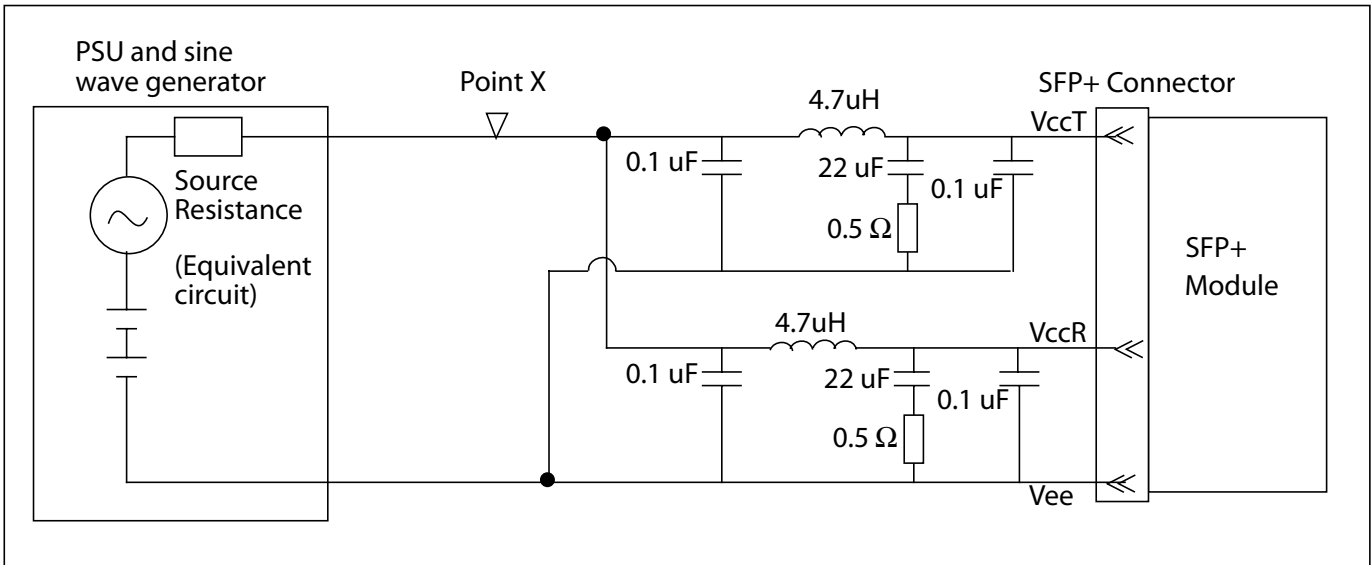 PSU and sine
wave generator
Point X
SFP+ Connector
4.7uH
VccT
0.1 uF
22 uF
0.1 uF
Source
Resistance
0.5 Ω
(Equivalent
circuit)
SFP+
Module
4.7uH
VccR
0.1 uF
22 uF
0.1 uF
0.5 Ω
Vee